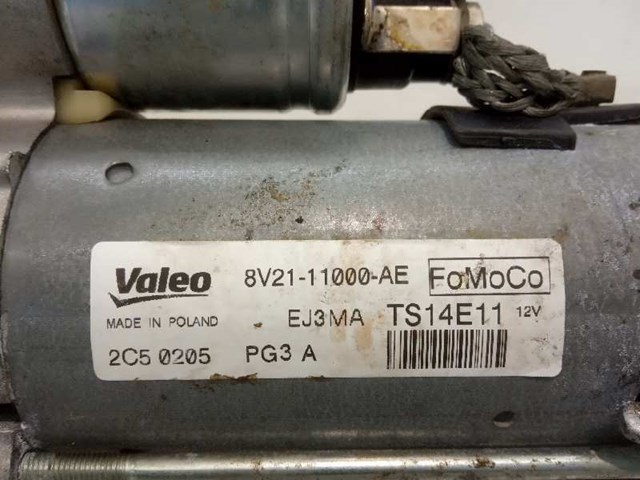 Valeo 8V21-11000-AE FoMoCo
MADE IN POLAND EJ3MA TS14E11 12V
2C5 0205 PG3 A